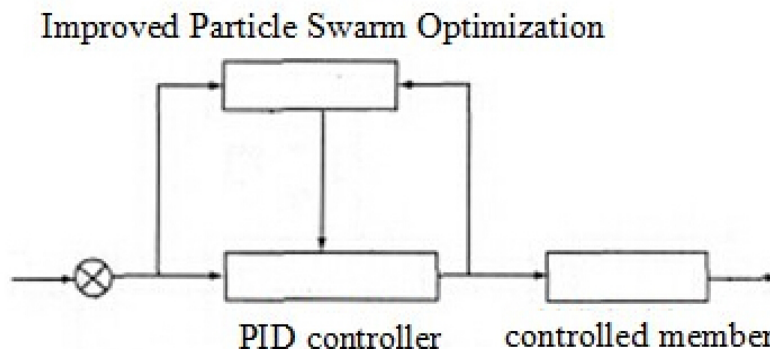 Improved Particle Swarm Optimization
PID controller
controlled member